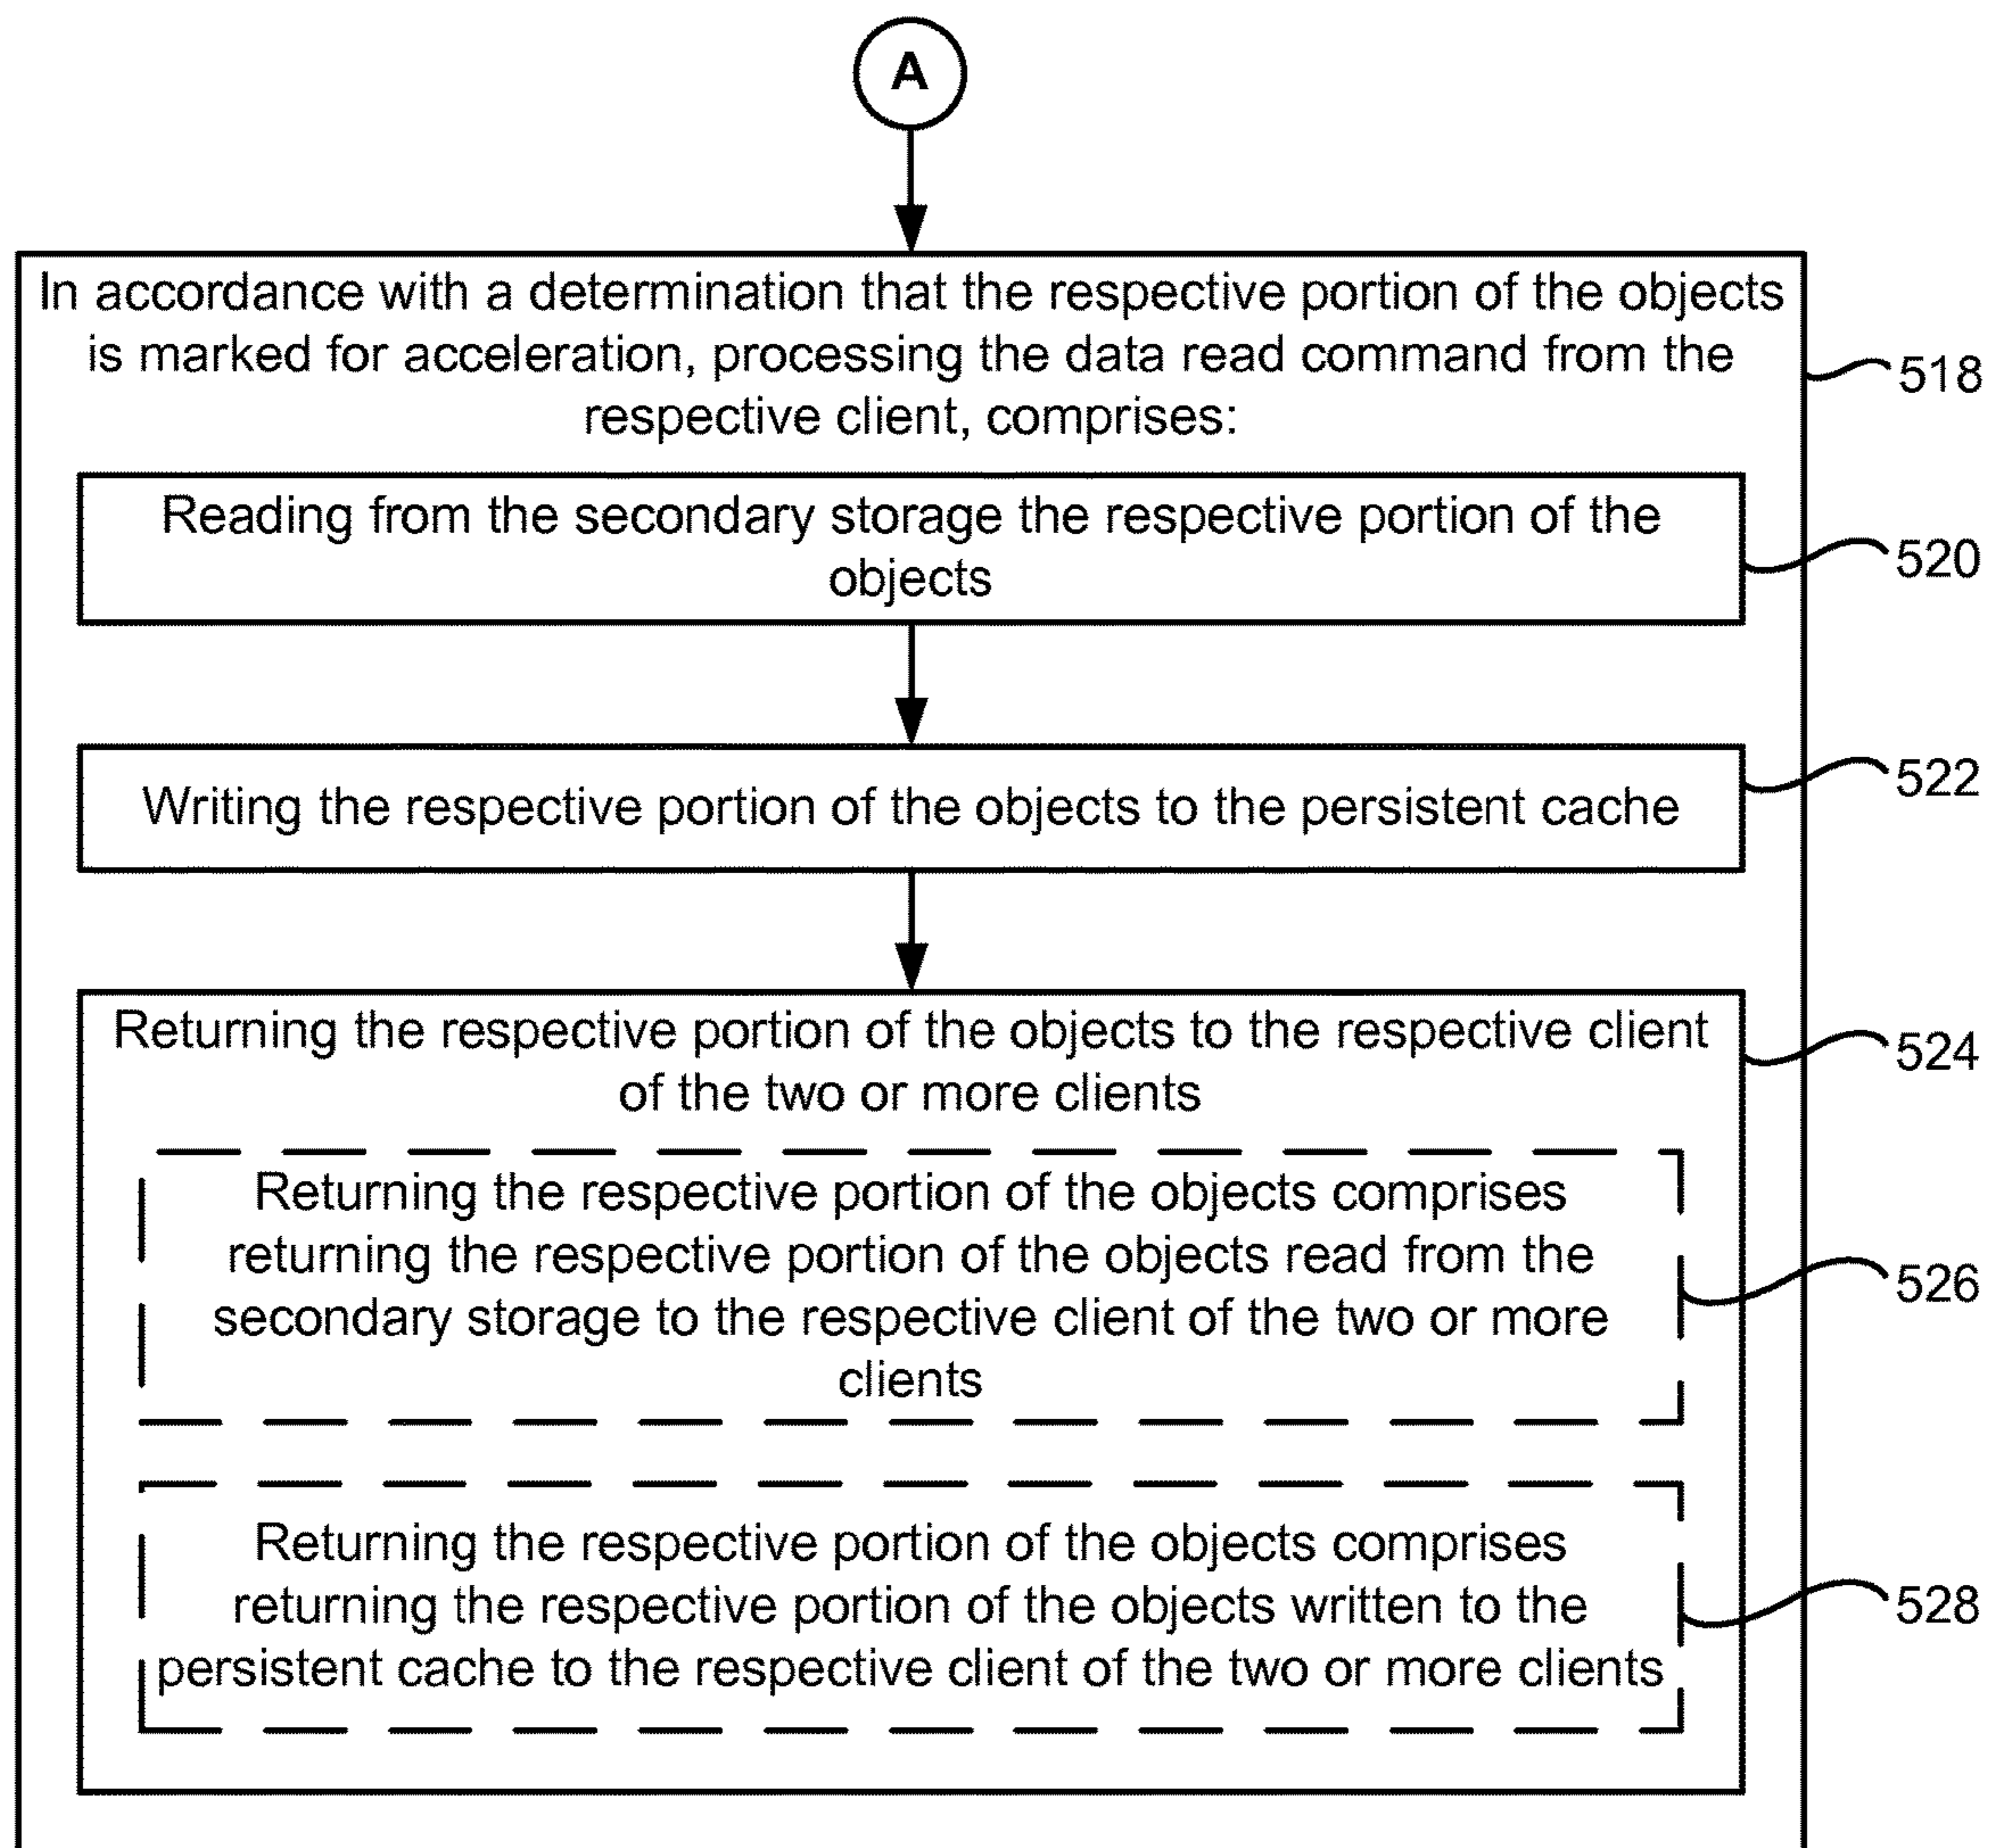 A
In accordance with a determination that the respective portion of the objects
is marked for acceleration, processing the data read command from the
respective client, comprises:
518
Reading from the secondary storage the respective portion of the
objects
520
Writing the respective portion of the objects to the persistent cache
522
Returning the respective portion of the objects to the respective client
of the two or more clients
524
Returning the respective portion of the objects comprises
returning the respective portion of the objects read from the
secondary storage to the respective client of the two or more
clients
526
Returning the respective portion of the objects comprises
returning the respective portion of the objects written to the
persistent cache to the respective client of the two or more clients
528